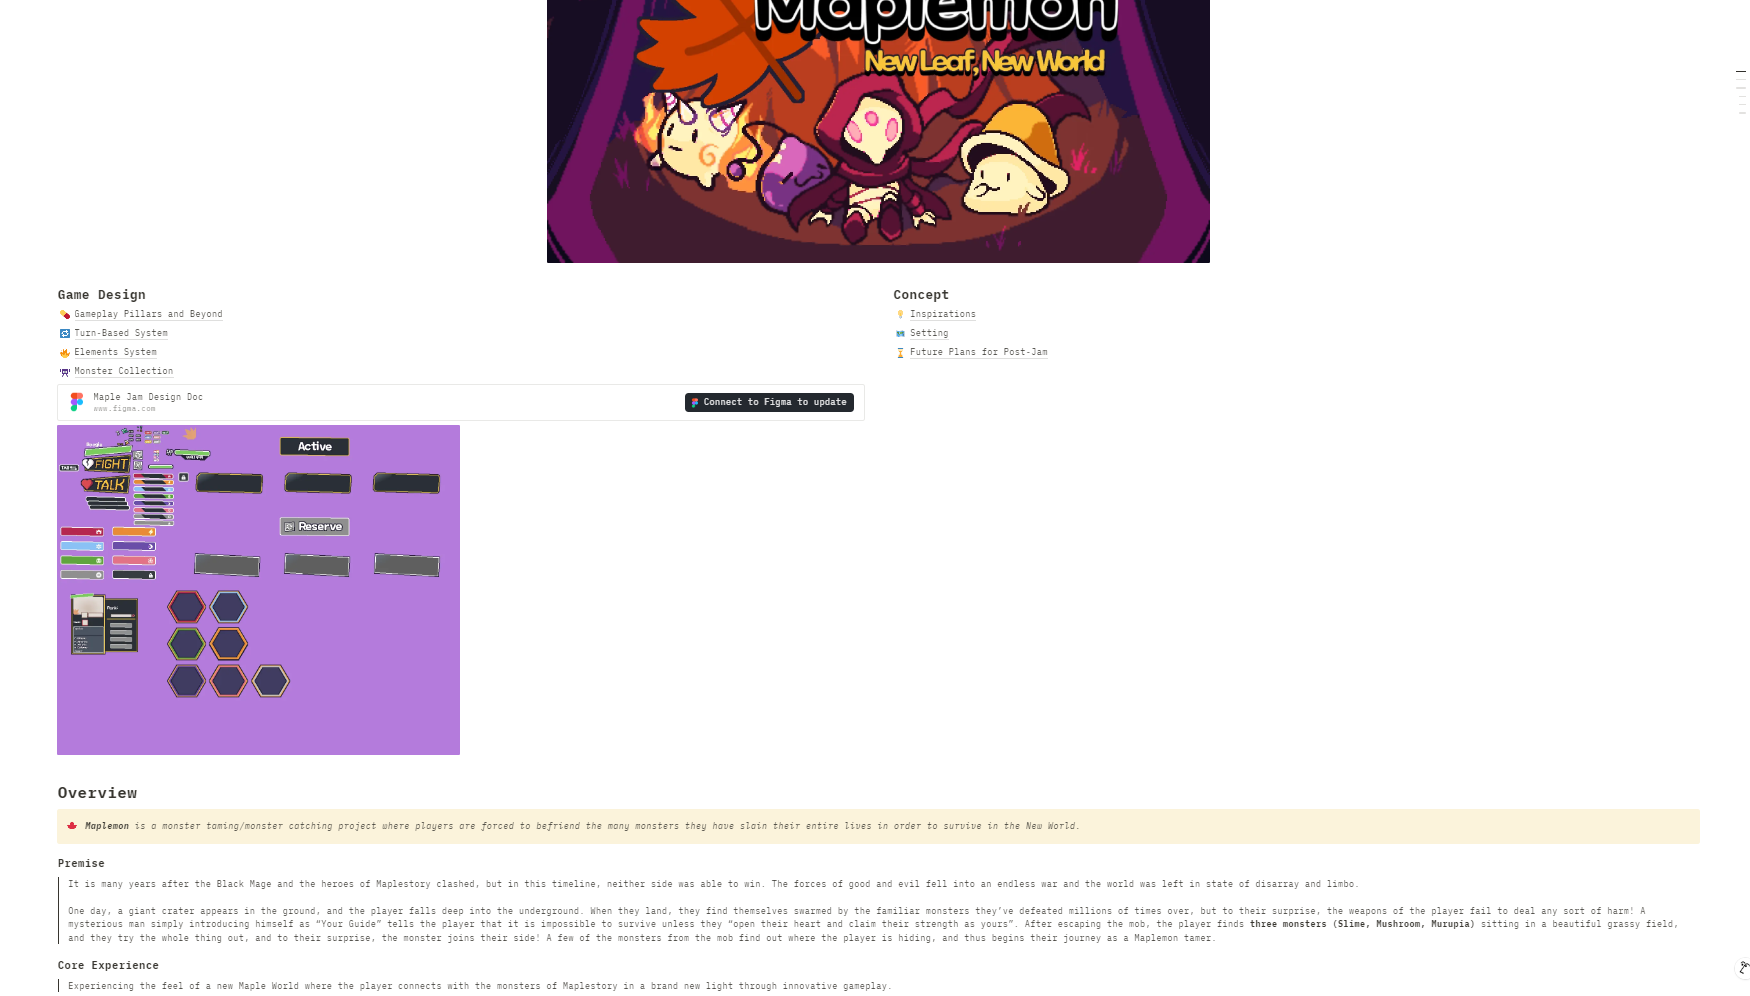 Maplemon
New Leaf, New World
Game Design
Gameplay Pillars and Beyond
Turn-Based System
Elements System
Monster Collection
Concept
Inspirations
Setting
Future Plans for Post-Jam
Maple Jam Design Doc
www.figma.com
Connect to Figma to update
Active
FIGHT
TALK
Reserve
Overview
Maplemon is a monster taming/monster catching project where players are forced to befriend the many monsters they have slain their entire lives in order to survive in the New World.
Premise
It is many years after the Black Mage and the heroes of Maplestory clashed, but in this timeline, neither side was able to win. The forces of good and evil fell into an endless war and the world was left in state of disarray and limbo.
One day, a giant crater appears in the ground, and the player falls deep into the underground. When they land, they find themselves swarmed by the familiar monsters they’ve defeated millions of times over, but to their surprise, the weapons of the player fail to deal any sort of harm! A
mysterious man simply introducing himself as “Your Guide” tells the player that it is impossible to survive unless they “open their heart and claim their strength as yours”. After escaping the mob, the player finds three monsters (Slime, Mushroom, Murupia) sitting in a beautiful grassy field,
and they try the whole thing out, and to their surprise, the monster joins their side! A few of the monsters from the mob find out where the player is hiding, and thus begins their journey as a Maplemon tamer.
Core Experience
Experiencing the feel of a new Maple World where the player connects with the monsters of Maplestory in a brand new light through innovative gameplay.